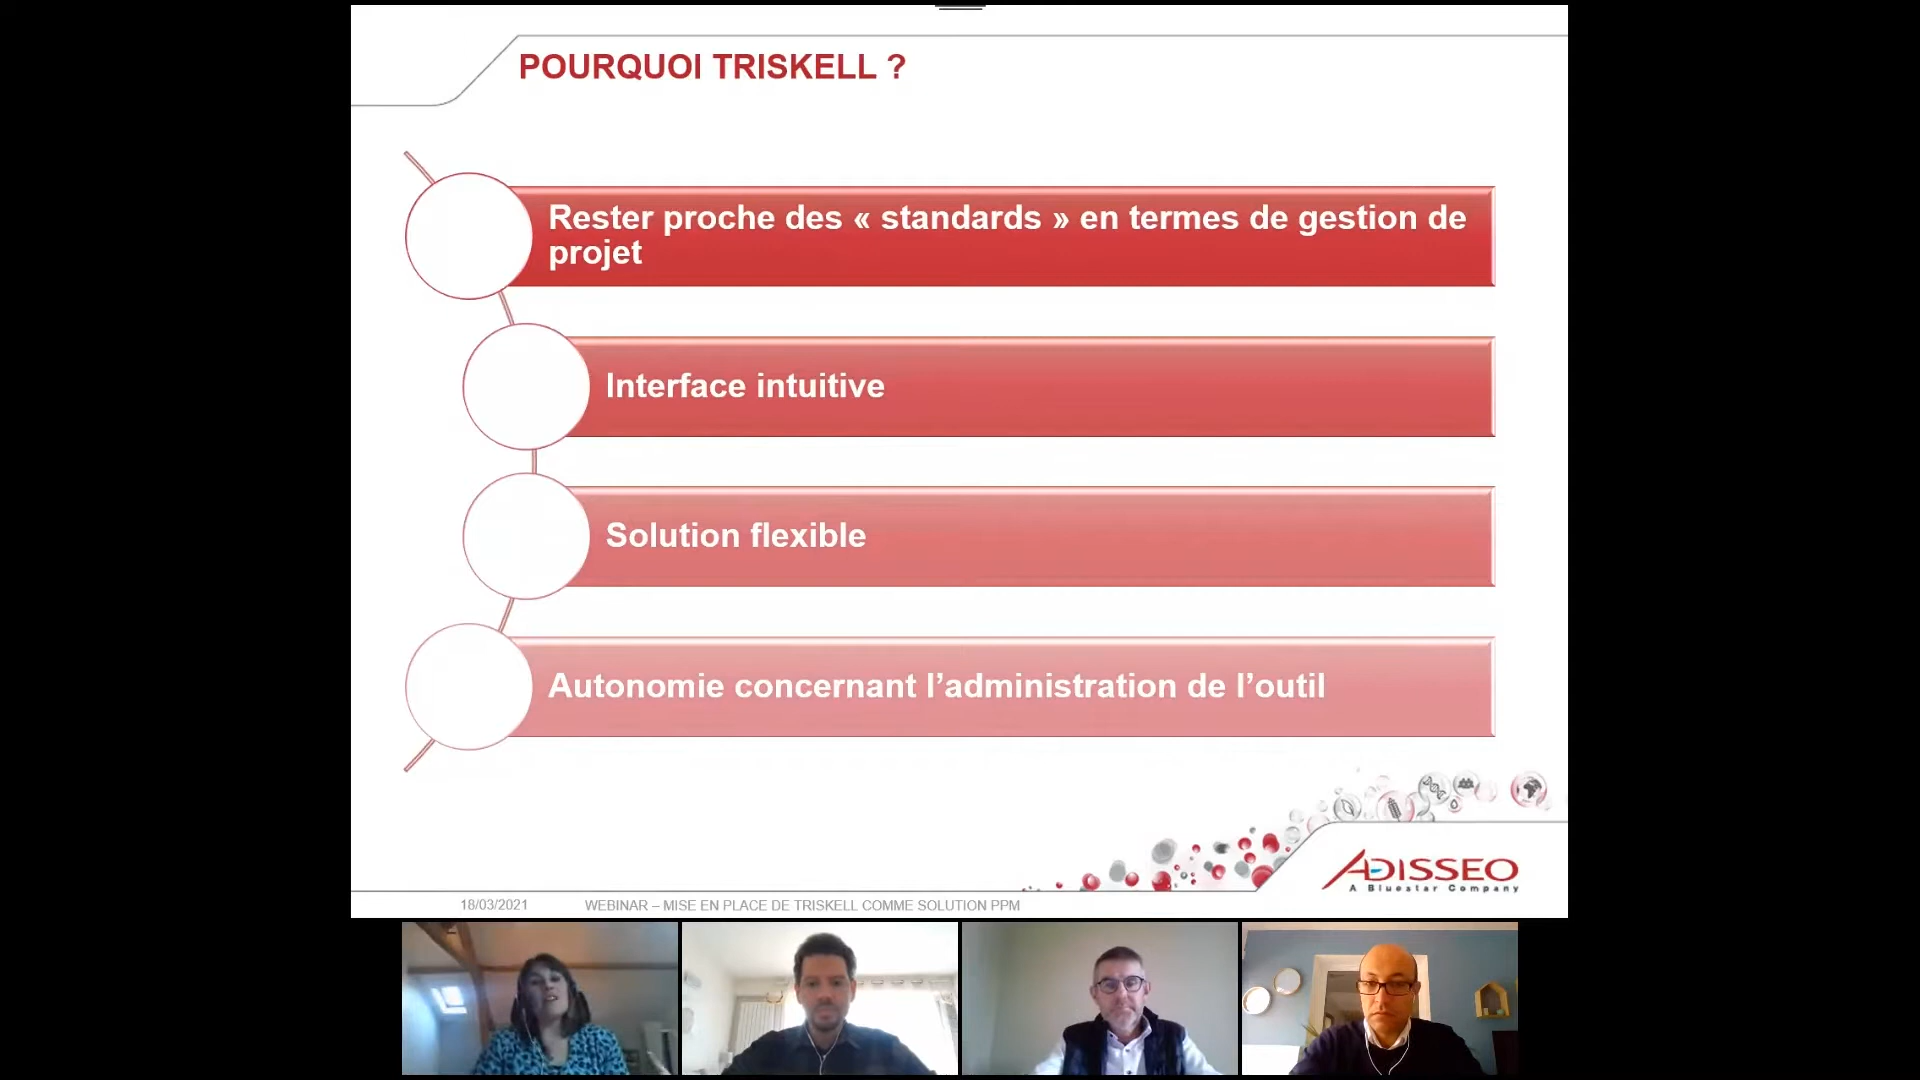 POURQUOI TRISKELL ?
Rester proche des « standards » en termes de gestion de
projet
Interface intuitive
Solution flexible
Autonomie concernant l’administration de l’outil
ADISSEO
A Bluestar Company
18/03/2021
WEBINAR – MISE EN PLACE DE TRISKELL COMME SOLUTION PPM